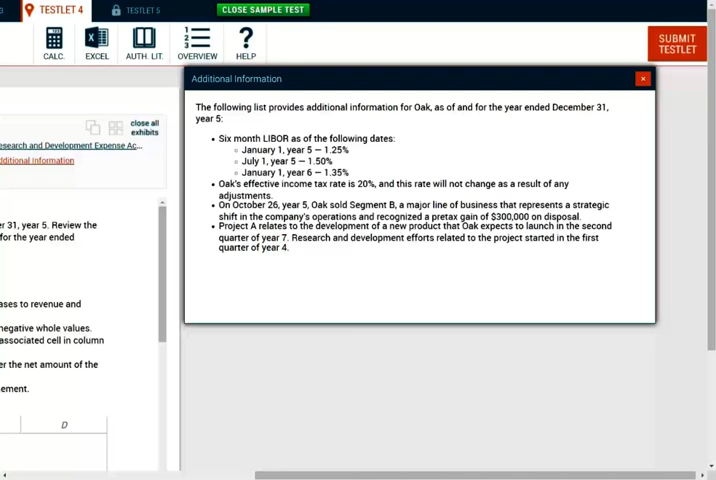 TESTLET 4
TESTLET 5
CLOSE SAMPLE TEST
CALC.
EXCEL
AUTH. LIT.
1
2
3
OVERVIEW
?
HELP
SUBMIT
TESTLET
close all
exhibits
esearch and Development Expense Ac...
dditional Information
er 31, year 5. Review the
for the year ended
ases to revenue and
negative whole values.
associated cell in column
er the net amount of the
ement.
D
Additional Information
×
The following list provides additional information for Oak, as of and for the year ended December 31,
year 5:
• Six month LIBOR as of the following dates:
○ January 1, year 5 — 1.25%
○ July 1, year 5 — 1.50%
○ January 1, year 6 — 1.35%
• Oak's effective income tax rate is 20%, and this rate will not change as a result of any
adjustments.
• On October 26, year 5, Oak sold Segment B, a major line of business that represents a strategic
shift in the company's operations and recognized a pretax gain of $300,000 on disposal.
• Project A relates to the development of a new product that Oak expects to launch in the second
quarter of year 7. Research and development efforts related to the project started in the first
quarter of year 4.